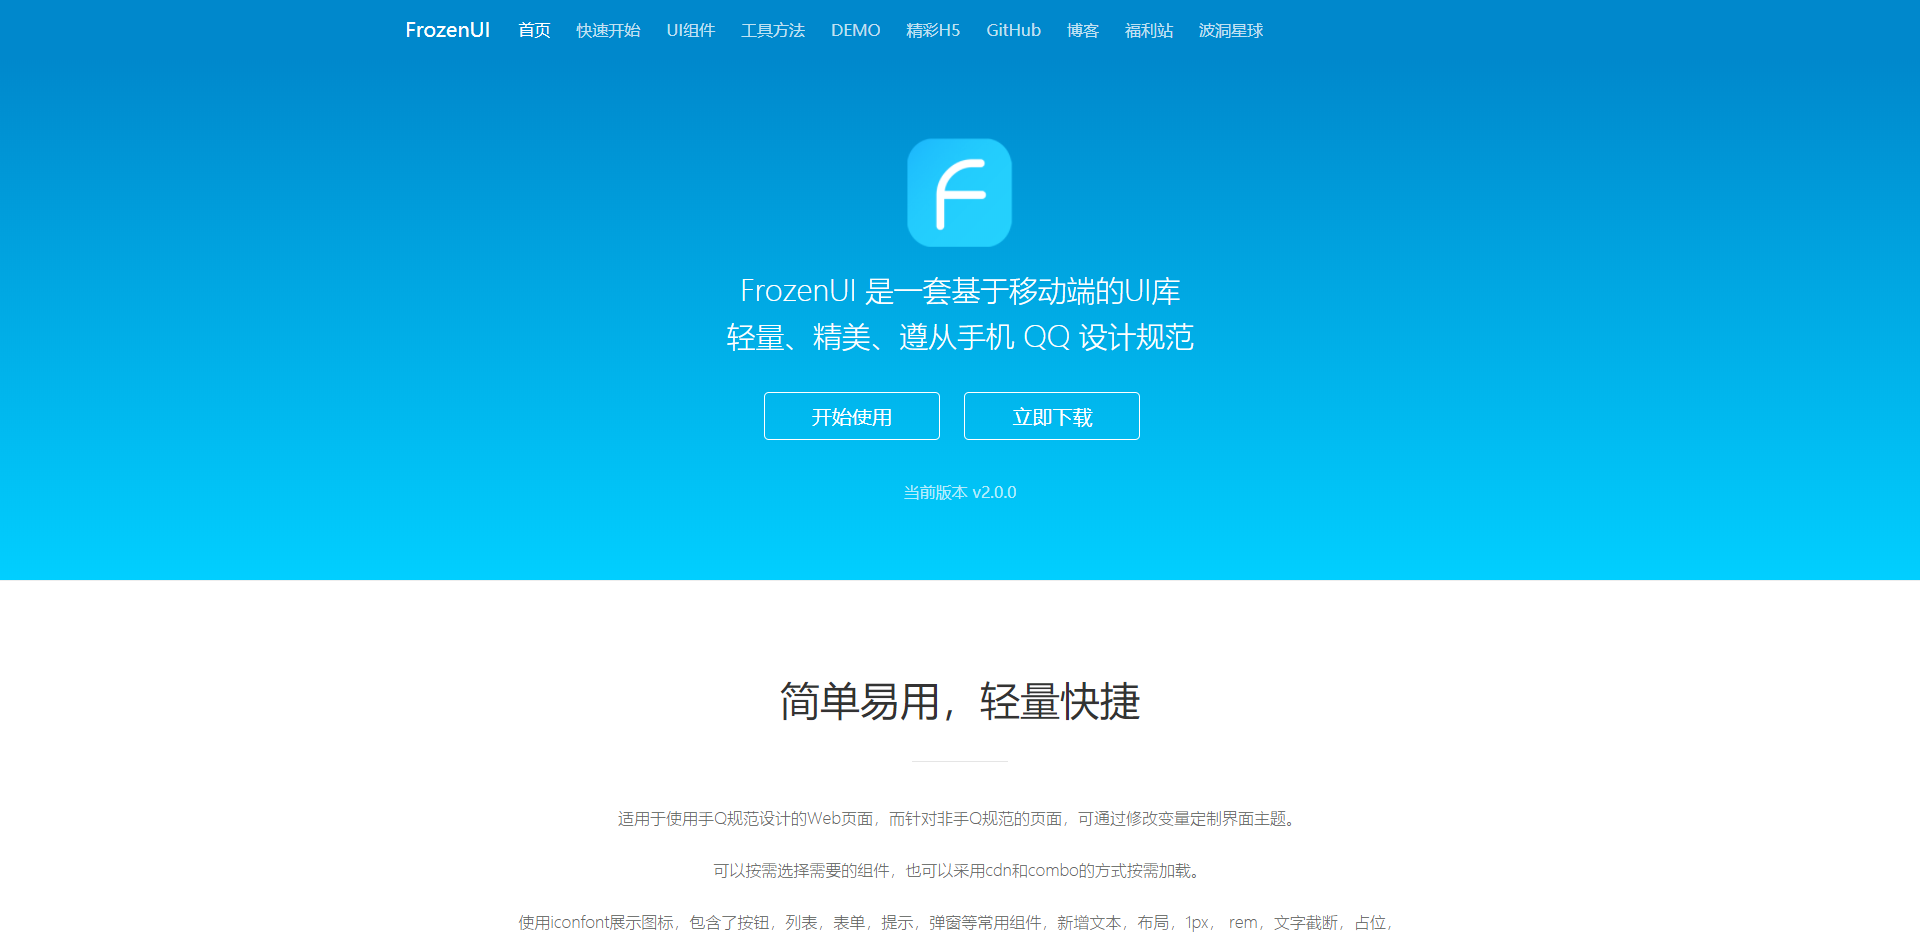 FrozenUI 首页 快速开始 UI组件 工具方法 DEMO 精彩H5 GitHub 博客 福利站 波洞星球
FrozenUI 是一套基于移动端的UI库
轻量、精美、遵从手机 QQ 设计规范
开始使用 立即下载
当前版本 v2.0.0
简单易用，轻量快捷
适用于使用手Q规范设计的Web页面，而针对非手Q规范的页面，可通过修改变量定制界面主题。
可以按需选择需要的组件，也可以采用cdn和combo的方式按需加载。
使用iconfont展示图标，包含了按钮，列表，表单，提示，弹窗等常用组件，新增文本，布局，1px， rem，文字截断，占位，